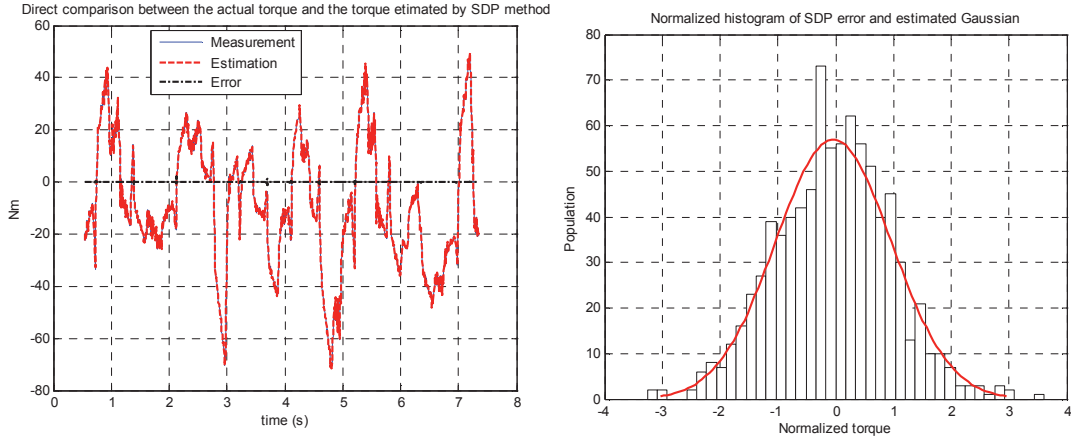 Direct comparison between the actual torque and the torque etimated by SDP method
60
40
20
0
-20
-40
-60
-80
Nm
Measurement
Estimation
Error
0 1 2 3 4 5 6 7 8
time (s)
Normalized histogram of SDP error and estimated Gaussian
80
70
60
50
40
30
20
10
0
Population
-4 -3 -2 -1 0 1 2 3 4
Normalized torque